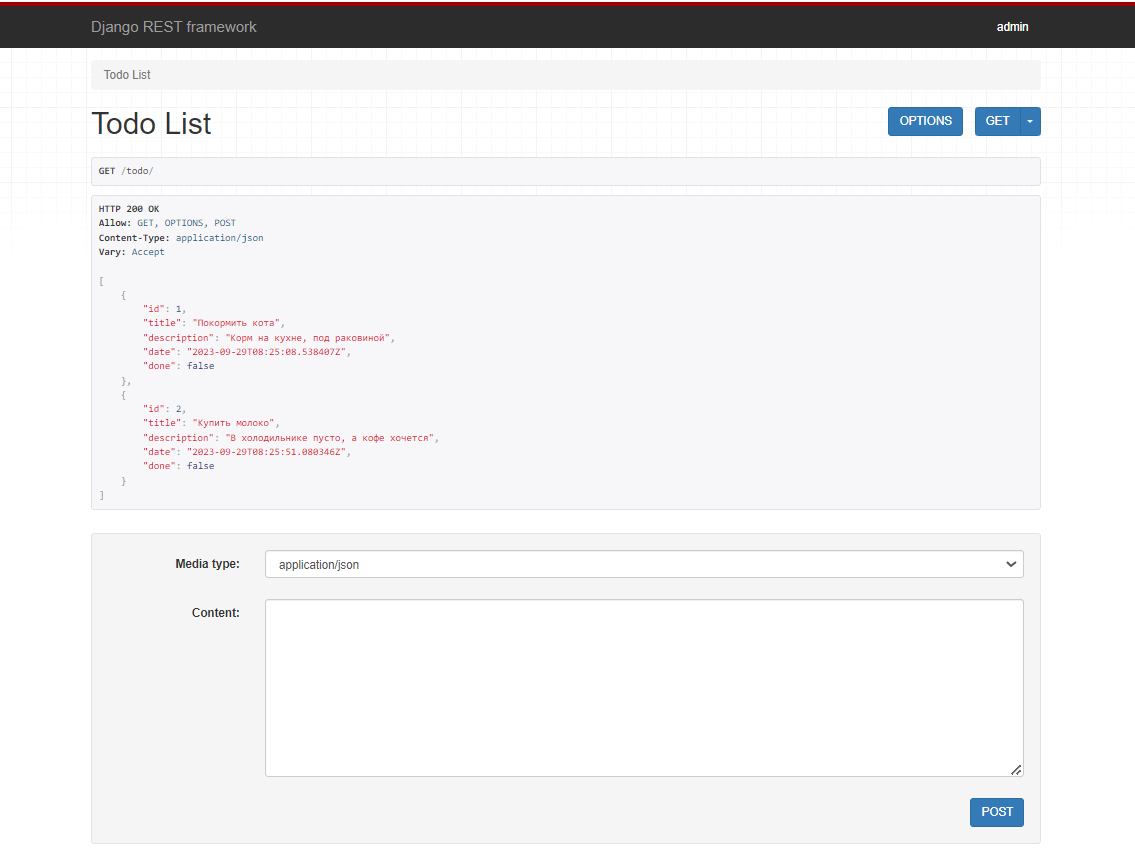 Django REST framework
admin
Todo List
Todo List
OPTIONS
GET
GET /todo/
HTTP 200 OK
Allow: GET, OPTIONS, POST
Content-Type: application/json
Vary: Accept
[
{
"id": 1,
"title": "Покормить кота",
"description": "Корм на кухне, под раковиной",
"date": "2023-09-29T08:25:08.538407Z",
"done": false
},
{
"id": 2,
"title": "Купить молоко",
"description": "В холодильнике пусто, а кофе хочется",
"date": "2023-09-29T08:25:51.080346Z",
"done": false
}
]
Media type:
application/json
Content:
POST